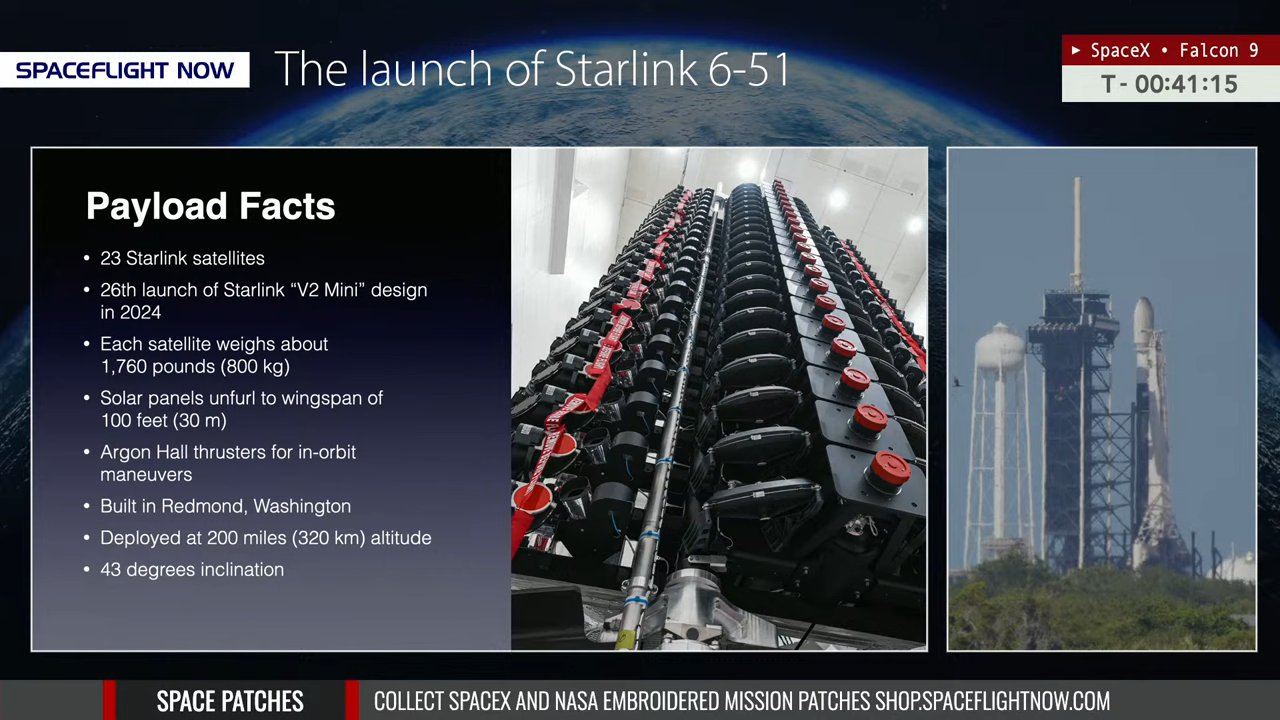 SPACEFLIGHT NOW
The launch of Starlink 6-51
► SpaceX • Falcon 9
T - 00:41:15
Payload Facts
• 23 Starlink satellites
• 26th launch of Starlink “V2 Mini” design
in 2024
• Each satellite weighs about
1,760 pounds (800 kg)
• Solar panels unfurl to wingspan of
100 feet (30 m)
• Argon Hall thrusters for in-orbit
maneuvers
• Built in Redmond, Washington
• Deployed at 200 miles (320 km) altitude
• 43 degrees inclination
SPACE PATCHES
COLLECT SPACEX AND NASA EMBROIDERED MISSION PATCHES SHOP.SPACEFLIGHTNOW.COM